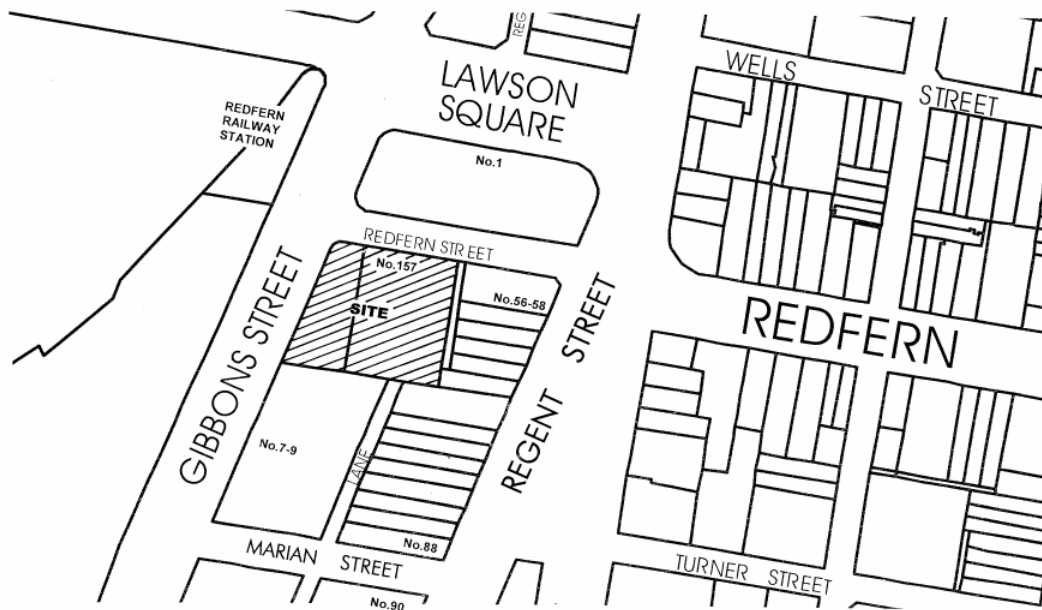 REG
LAWSON
SQUARE
WELLS
STREET
REDFERN
RAILWAY
STATION
No.1
REDFERN STREET
No.157
SITE
No.56-58
GIBBONS STREET
REGENT STREET
REDFERN
No.7-9
LANE
No.88
MARIAN STREET
TURNER STREET
No.90